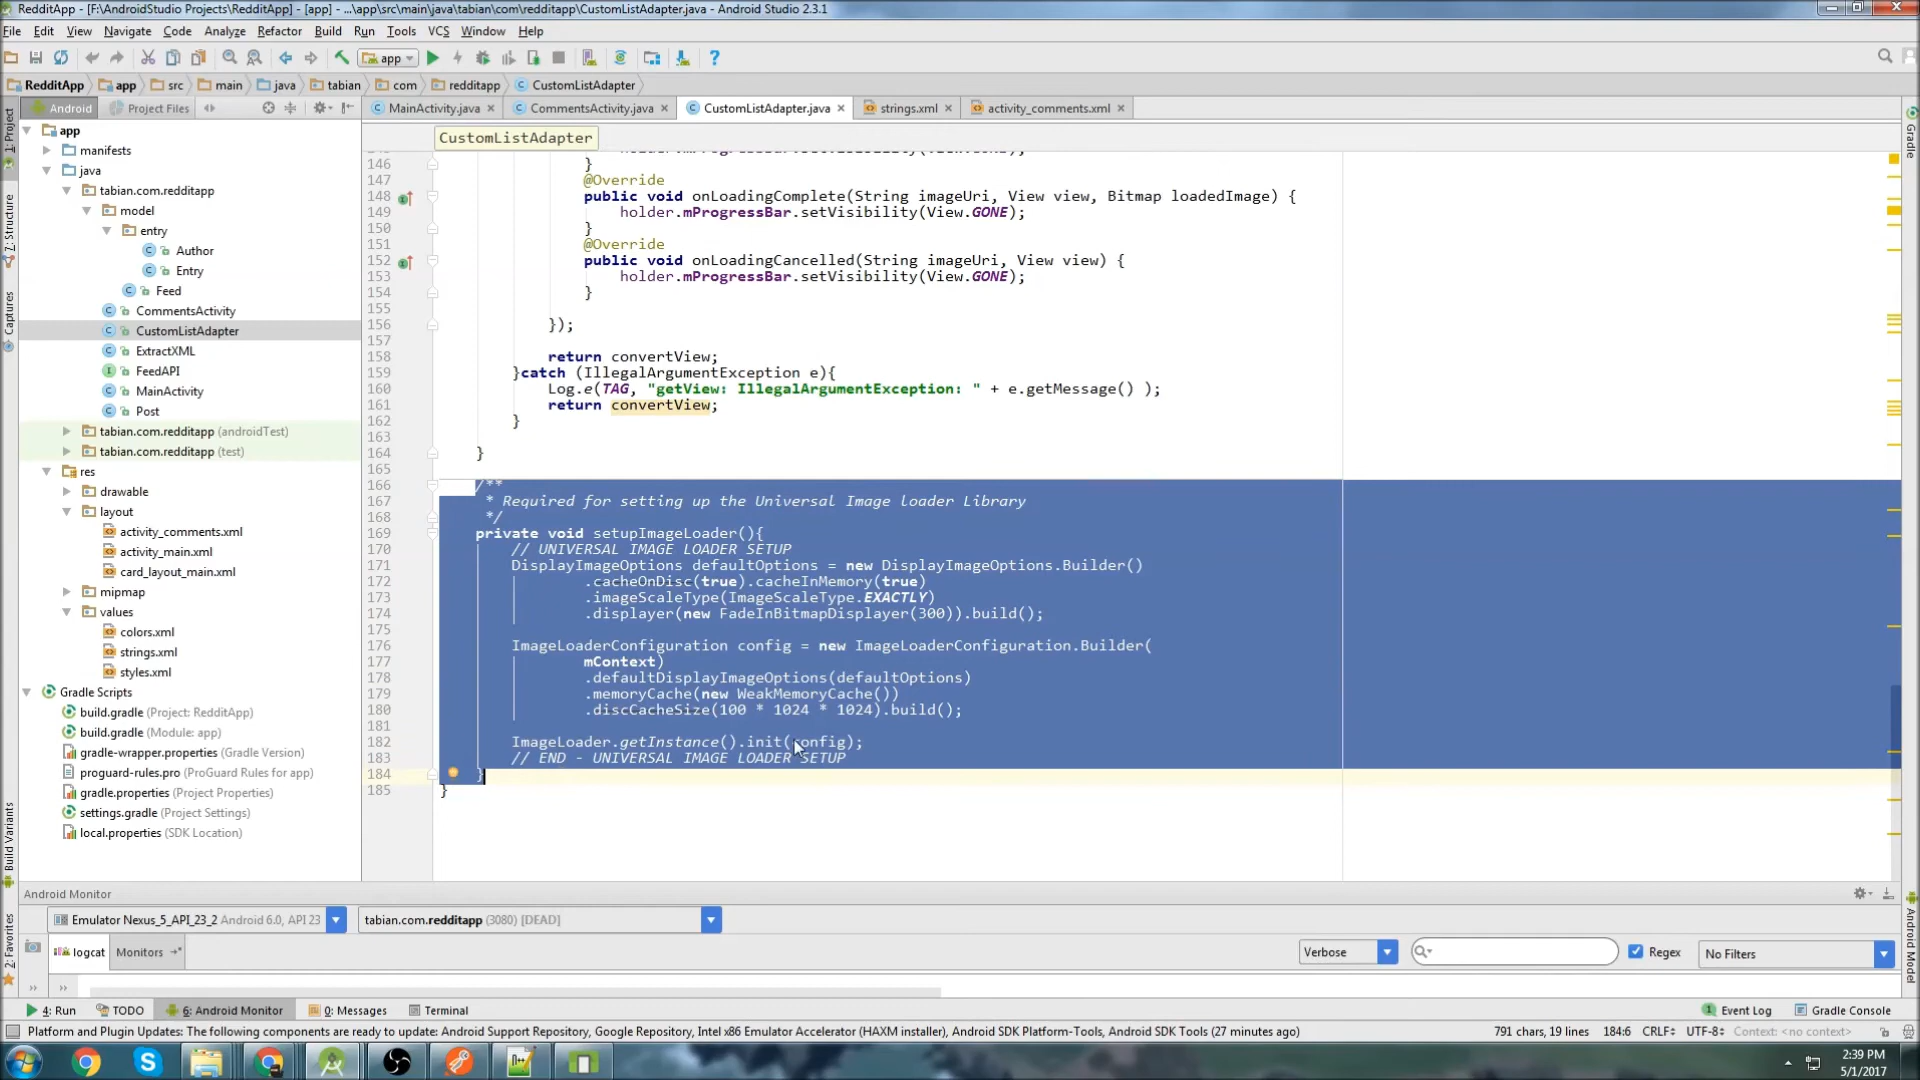 RedditApp - [F:\AndroidStudio Projects\RedditApp] - [app] - ...\app\src\main\java\tabian\com\redditapp\CustomListAdapter.java - Android Studio 2.3.1
File Edit View Navigate Code Analyze Refactor Build Run Tools VCS Window Help
app
RedditApp app src main java tabian com redditapp CustomListAdapter
Android Project Files
MainActivity.java CommentsActivity.java CustomListAdapter.java strings.xml activity_comments.xml
CustomListAdapter
1: Project
7: Structure
Captures
Build Variants
2: Favorites
Gradle
Android Model
app
manifests
java
tabian.com.redditapp
model
entry
Author
Entry
Feed
CommentsActivity
CustomListAdapter
ExtractXML
FeedAPI
MainActivity
Post
tabian.com.redditapp (androidTest)
tabian.com.redditapp (test)
res
drawable
layout
activity_comments.xml
activity_main.xml
card_layout_main.xml
mipmap
values
colors.xml
strings.xml
styles.xml
Gradle Scripts
build.gradle (Project: RedditApp)
build.gradle (Module: app)
gradle-wrapper.properties (Gradle Version)
proguard-rules.pro (ProGuard Rules for app)
gradle.properties (Project Properties)
settings.gradle (Project Settings)
local.properties (SDK Location)
146 }
147 @Override
148 public void onLoadingComplete(String imageUri, View view, Bitmap loadedImage) {
149 holder.mProgressBar.setVisibility(View.GONE);
150 }
151 @Override
152 public void onLoadingCancelled(String imageUri, View view) {
153 holder.mProgressBar.setVisibility(View.GONE);
154 }
155
156 });
157
158 return convertView;
159 }catch (IllegalArgumentException e){
160 Log.e(TAG, "getView: IllegalArgumentException: " + e.getMessage() );
161 return convertView;
162 }
163
164 }
165
166 /**
167 * Required for setting up the Universal Image loader Library
168 */
169 private void setupImageLoader(){
170 // UNIVERSAL IMAGE LOADER SETUP
171 DisplayImageOptions defaultOptions = new DisplayImageOptions.Builder()
172 .cacheOnDisc(true).cacheInMemory(true)
173 .imageScaleType(ImageScaleType.EXACTLY)
174 .displayer(new FadeInBitmapDisplayer(300)).build();
175
176 ImageLoaderConfiguration config = new ImageLoaderConfiguration.Builder(
177 mContext)
178 .defaultDisplayImageOptions(defaultOptions)
179 .memoryCache(new WeakMemoryCache())
180 .discCacheSize(100 * 1024 * 1024).build();
181
182 ImageLoader.getInstance().init(config);
183 // END - UNIVERSAL IMAGE LOADER SETUP
184 }
185 }
Android Monitor
Emulator Nexus_5_API_23_2 Android 6.0, API 23 tabian.com.redditapp (3080) [DEAD]
logcat Monitors Verbose Regex No Filters
4: Run TODO 6: Android Monitor 0: Messages Terminal Event Log Gradle Console
Platform and Plugin Updates: The following components are ready to update: Android Support Repository, Google Repository, Intel x86 Emulator Accelerator (HAXM installer), Android SDK Platform-Tools, Android SDK Tools (27 minutes ago) 791 chars, 19 lines 184:6 CRLF UTF-8 Context: <no context>
2:39 PM
5/1/2017